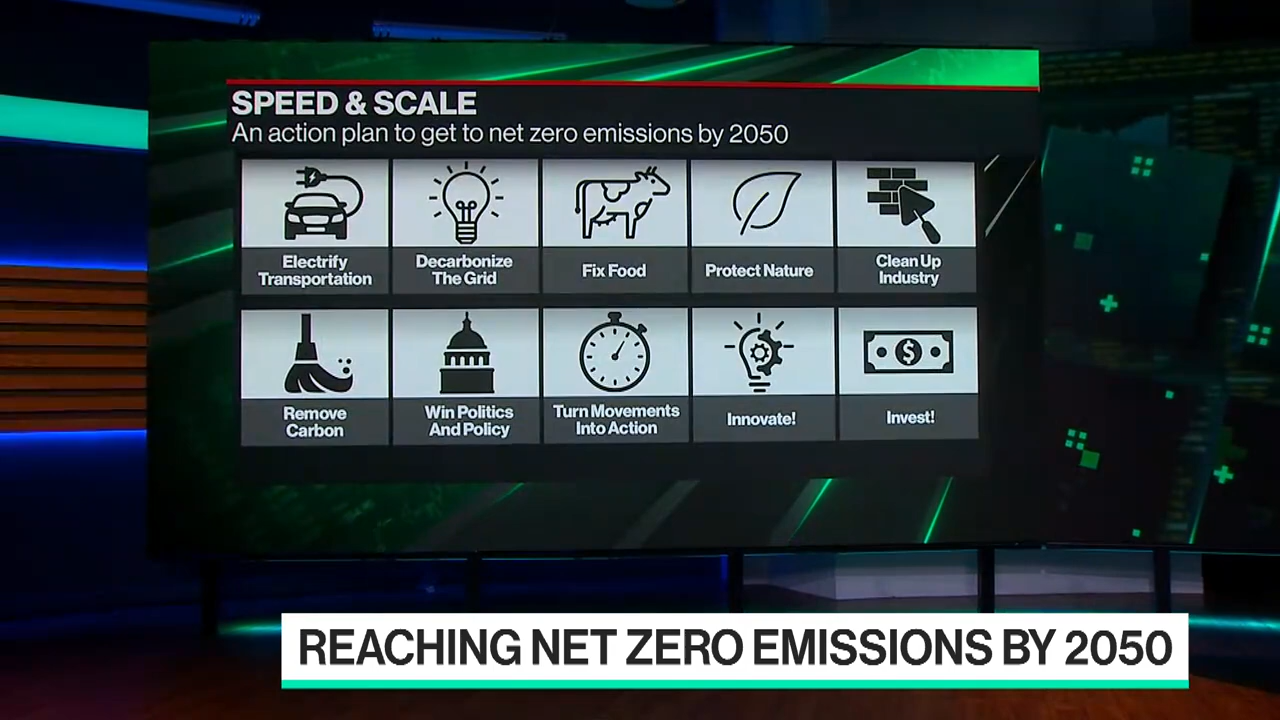 SPEED & SCALE
An action plan to get to net zero emissions by 2050
Electrify
Transportation
Decarbonize
The Grid
Fix Food
Protect Nature
Clean Up
Industry
Remove
Carbon
Win Politics
And Policy
Turn Movements
Into Action
Innovate!
$
Invest!
REACHING NET ZERO EMISSIONS BY 2050